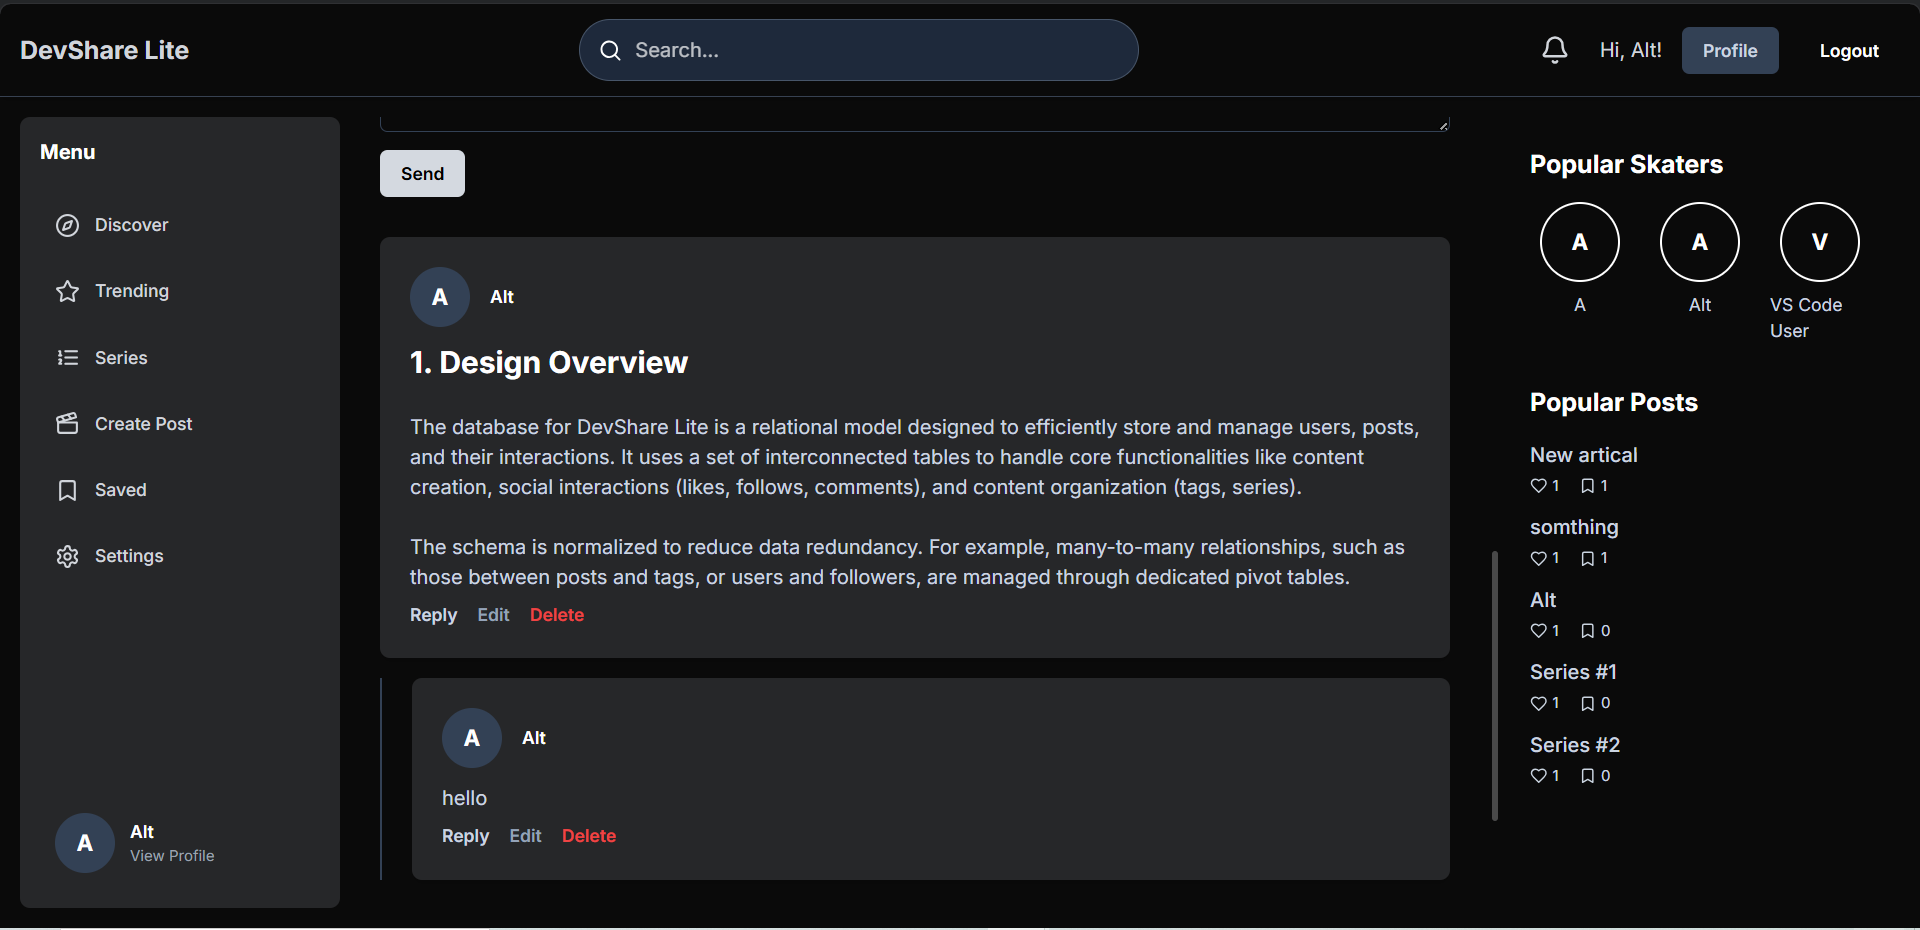 DevShare Lite
Search...
Hi, Alt!
Profile
Logout
Menu
Discover
Trending
Series
Create Post
Saved
Settings
A
Alt
View Profile
Send
A
Alt
1. Design Overview
The database for DevShare Lite is a relational model designed to efficiently store and manage users, posts,
and their interactions. It uses a set of interconnected tables to handle core functionalities like content
creation, social interactions (likes, follows, comments), and content organization (tags, series).
The schema is normalized to reduce data redundancy. For example, many-to-many relationships, such as
those between posts and tags, or users and followers, are managed through dedicated pivot tables.
Reply Edit Delete
A
Alt
hello
Reply Edit Delete
Popular Skaters
A A V
A Alt VS Code
User
Popular Posts
New artical
1 1
somthing
1 1
Alt
1 0
Series #1
1 0
Series #2
1 0